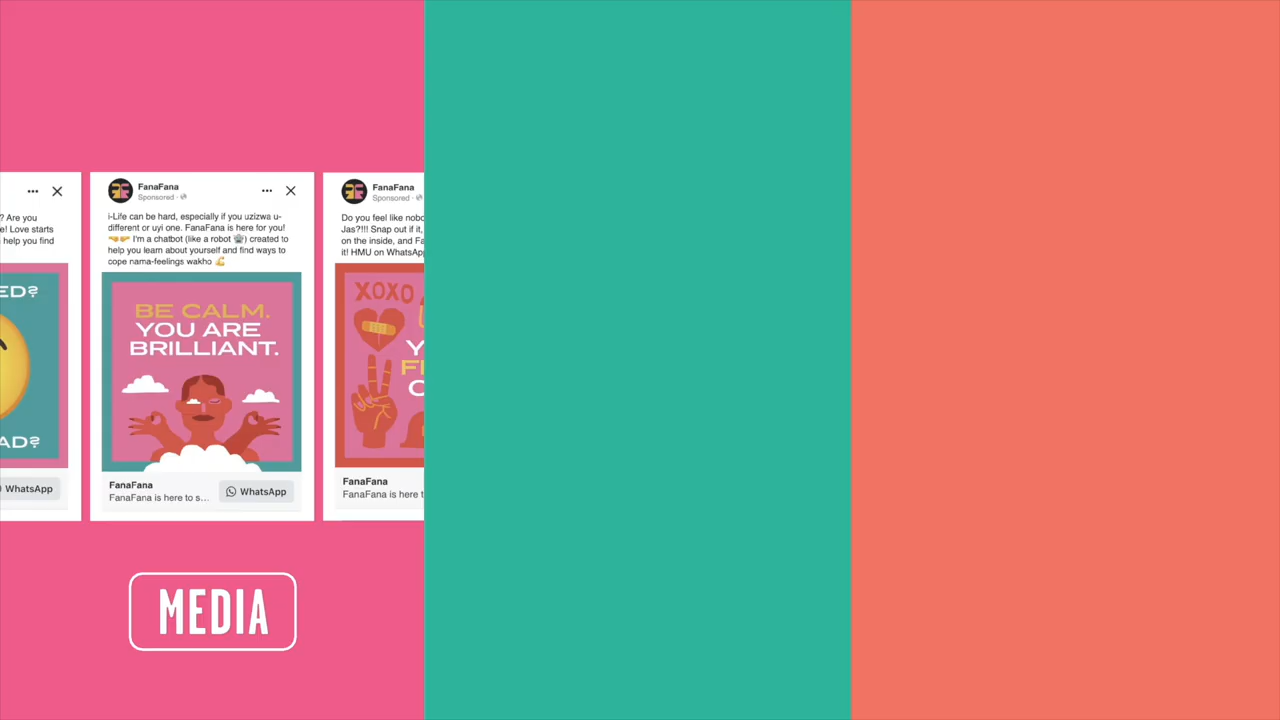 ? Are you
e! Love starts
help you find
ED?
AD?
WhatsApp
FanaFana
Sponsored ·
i-Life can be hard, especially if you uzizwa u-
different or uyi one. FanaFana is here for you!
I'm a chatbot (like a robot ) created to
help you learn about yourself and find ways to
cope nama-feelings wakho
BE CALM.
YOU ARE
BRILLIANT.
FanaFana
FanaFana is here to s...
WhatsApp
FanaFana
Sponsored ·
Do you feel like nob
Jas?!!! Snap out if it,
on the inside, and Fa
it! HMU on WhatsApp
XOXO
Y
F
FanaFana
FanaFana is here t
MEDIA